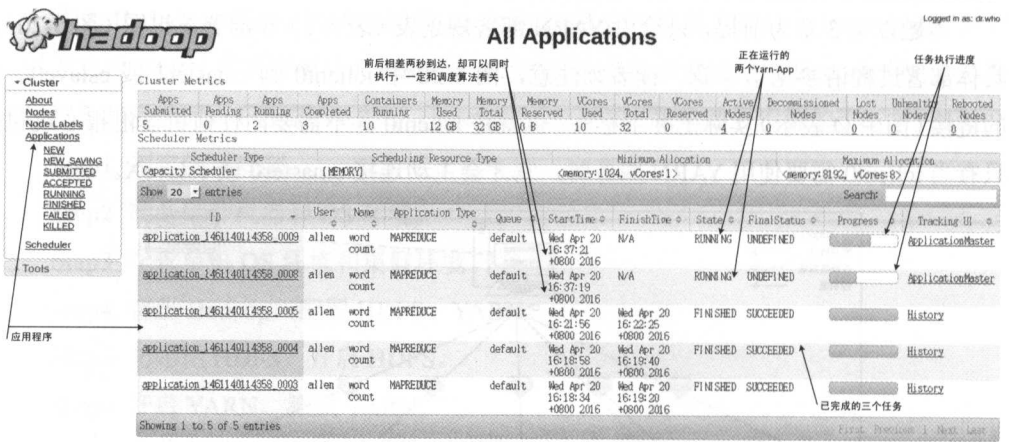 Logged in as: dr.who
hadoop
All Applications
前后相差两秒到达，却可以同时
执行，一定和调度算法有关
正在运行的
两个Yarn-App
任务执行进度
Cluster
About
Nodes
Node Labels
Applications
NEW
NEW_SAVING
SUBMITTED
ACCEPTED
RUNNING
FINISHED
FAILED
KILLED
Scheduler
Tools
应用程序
Cluster Metrics
Apps Submitted Apps Pending Apps Running Apps Completed Containers Running Memory Used Memory Total Memory Reserved VCores Used VCores Total VCores Reserved Active Nodes Decommissioned Nodes Lost Nodes Unhealthy Nodes Rebooted Nodes
5 0 2 3 10 12 GB 32 GB 0 B 10 32 0 4 0 0 0 0
Scheduler Metrics
Scheduler Type Scheduling Resource Type Minimum Allocation Maximum Allocation
Capacity Scheduler [MEMORY] <memory:1024, vCores:1> <memory:8192, vCores:8>
Show 20 entries Search:
ID User Name Application Type Queue StartTime FinishTime State FinalStatus Progress Tracking UI
application_1461140114358_0009 allen word MAPREDUCE default Wed Apr 20 N/A RUNNING UNDEFINED ApplicationMaster
count 16:37:21
+0800 2016
application_1461140114358_0008 allen word MAPREDUCE default Wed Apr 20 N/A RUNNING UNDEFINED ApplicationMaster
count 16:37:19
+0800 2016
application_1461140114358_0005 allen word MAPREDUCE default Wed Apr 20 Wed Apr 20 FINISHED SUCCEEDED History
count 16:21:56 16:22:25
+0800 2016 +0800 2016
application_1461140114358_0004 allen word MAPREDUCE default Wed Apr 20 Wed Apr 20 FINISHED SUCCEEDED History
count 16:18:58 16:19:40
+0800 2016 +0800 2016
application_1461140114358_0003 allen word MAPREDUCE default Wed Apr 20 Wed Apr 20 FINISHED SUCCEEDED History
count 16:18:34 16:19:20
+0800 2016 +0800 2016
已完成的三个任务
Showing 1 to 5 of 5 entries First Previous 1 Next Last